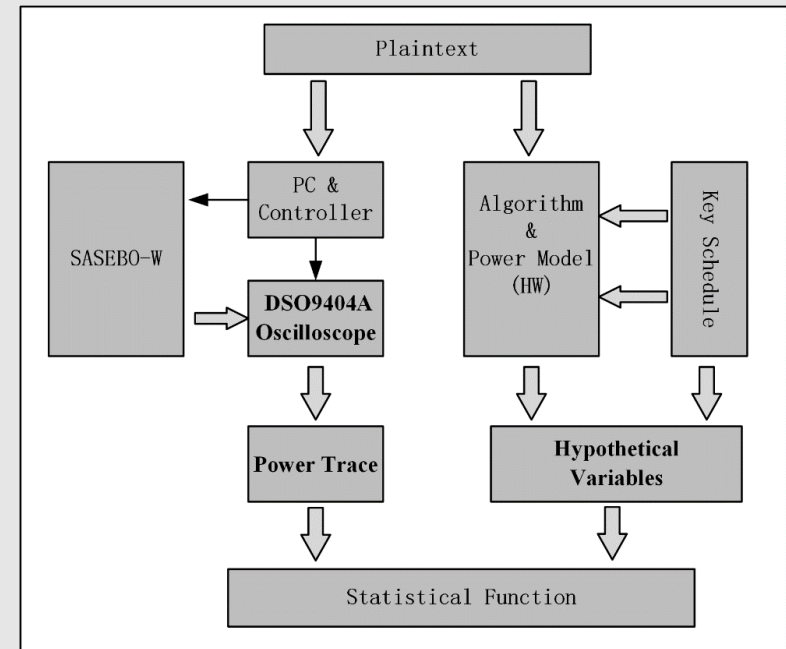 Plaintext
PC &
Controller
SASEBO-W
DSO9404A
Oscilloscope
Algorithm
&
Power Model
(HW)
Key Schedule
Power Trace
Hypothetical
Variables
Statistical Function